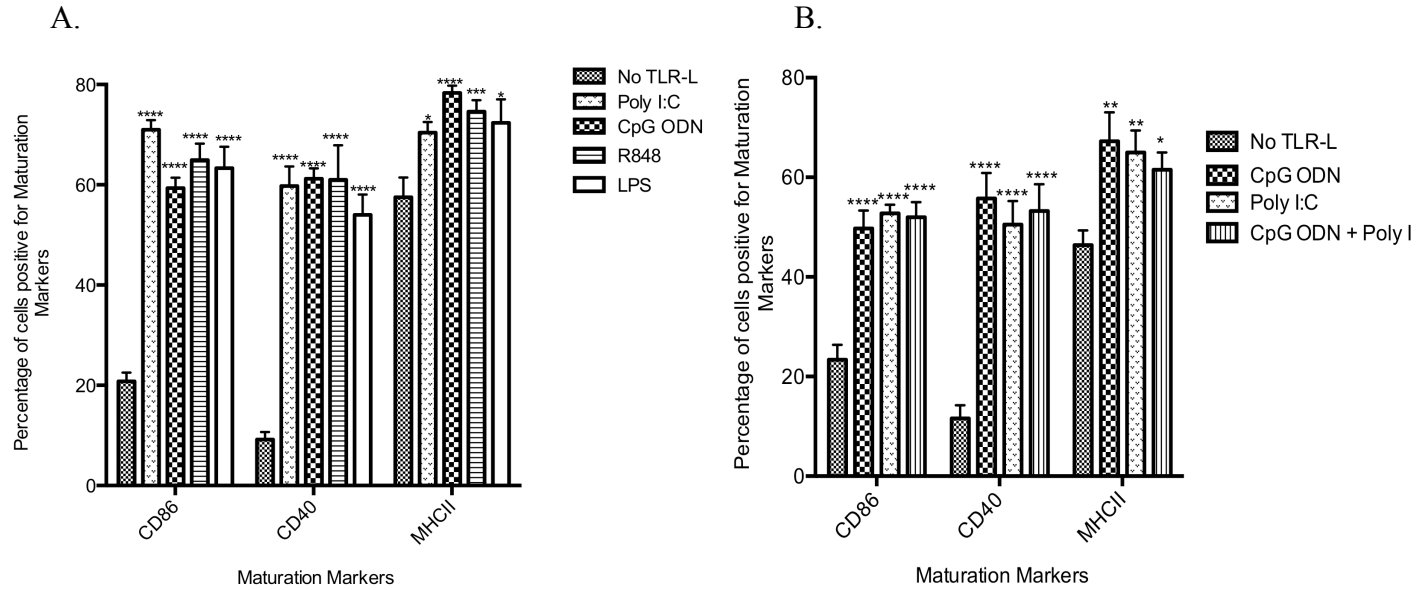 A.
Percentage of cells positive for Maturation
Markers
80
60
40
20
0
****
****
****
****
****
****
****
****
*
****
***
*
CD86
CD40
MHCII
Maturation Markers
No TLR-L
Poly I:C
CpG ODN
R848
LPS
B.
Percentage of cells positive for Maturation
Markers
80
60
40
20
0
****
****
****
****
****
****
**
**
*
CD86
CD40
MHCII
Maturation Markers
No TLR-L
CpG ODN
Poly I:C
CpG ODN + Poly I